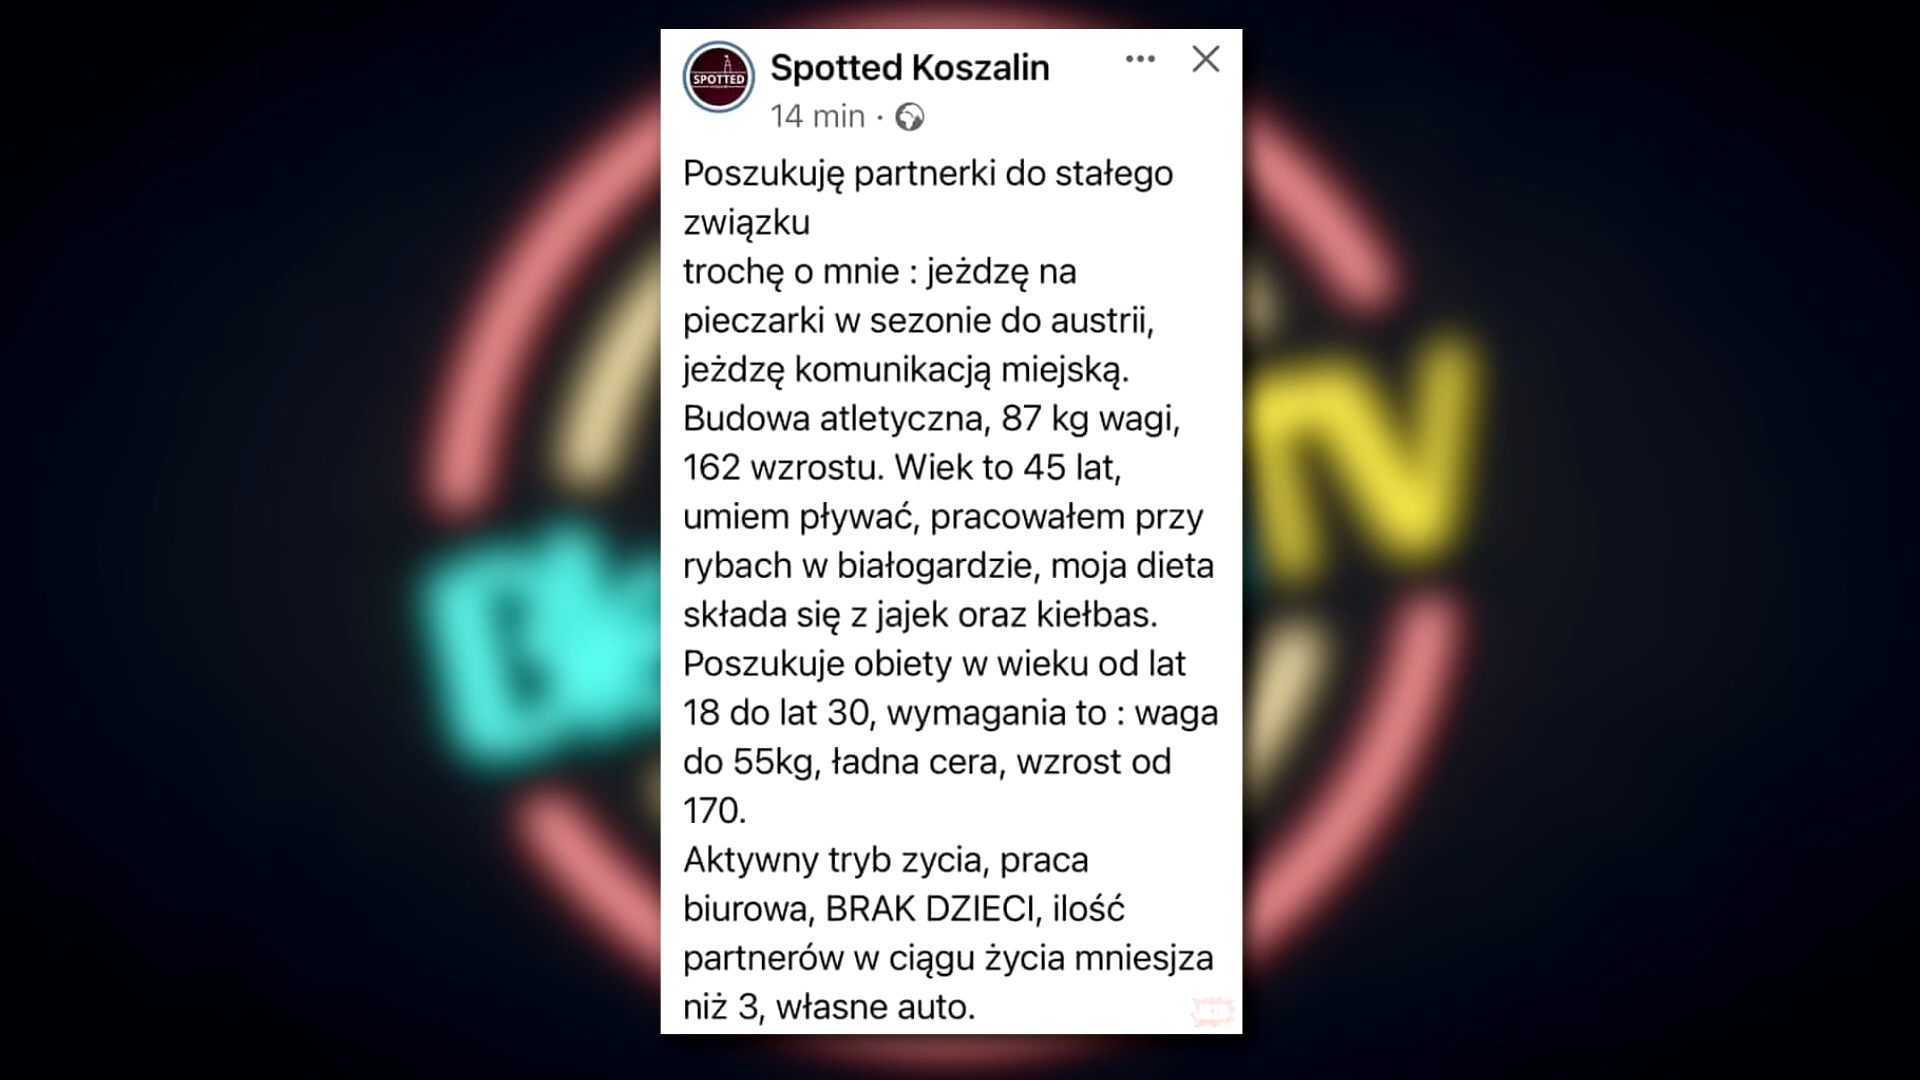 SPOTTED
Spotted Koszalin
14 min ·
Poszukuję partnerki do stałego
związku
trochę o mnie : jeżdzę na
pieczarki w sezonie do austrii,
jeżdzę komunikacją miejską.
Budowa atletyczna, 87 kg wagi,
162 wzrostu. Wiek to 45 lat,
umiem pływać, pracowałem przy
rybach w białogardzie, moja dieta
składa się z jajek oraz kiełbas.
Poszukuje obiety w wieku od lat
18 do lat 30, wymagania to : waga
do 55kg, ładna cera, wzrost od
170.
Aktywny tryb zycia, praca
biurowa, BRAK DZIECI, ilość
partnerów w ciągu życia mniesjza
niż 3, własne auto.